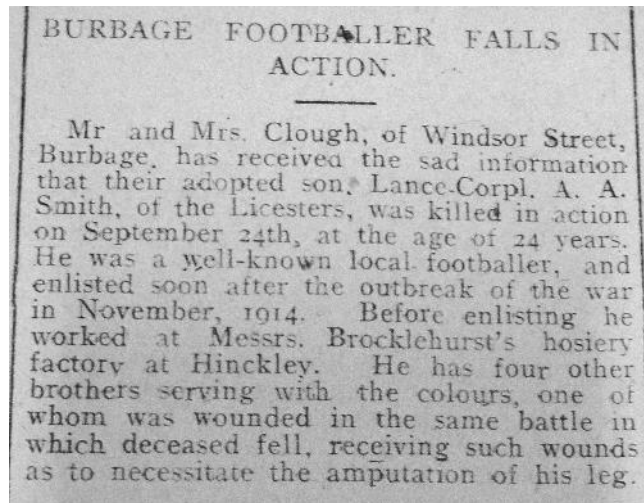 BURBAGE FOOTBALLER FALLS IN
ACTION.
Mr and Mrs. Clough, of Windsor Street,
Burbage, has received the sad information
that their adopted son, Lance-Corpl. A. A.
Smith, of the Licesters, was killed in action
on September 24th, at the age of 24 years.
He was a well-known local footballer, and
enlisted soon after the outbreak of the war
in November, 1914. Before enlisting he
worked at Messrs. Brocklehurst's hosiery
factory at Hinckley. He has four other
brothers serving with the colours, one of
whom was wounded in the same battle in
which deceased fell, receiving such wounds
as to necessitate the amputation of his leg.